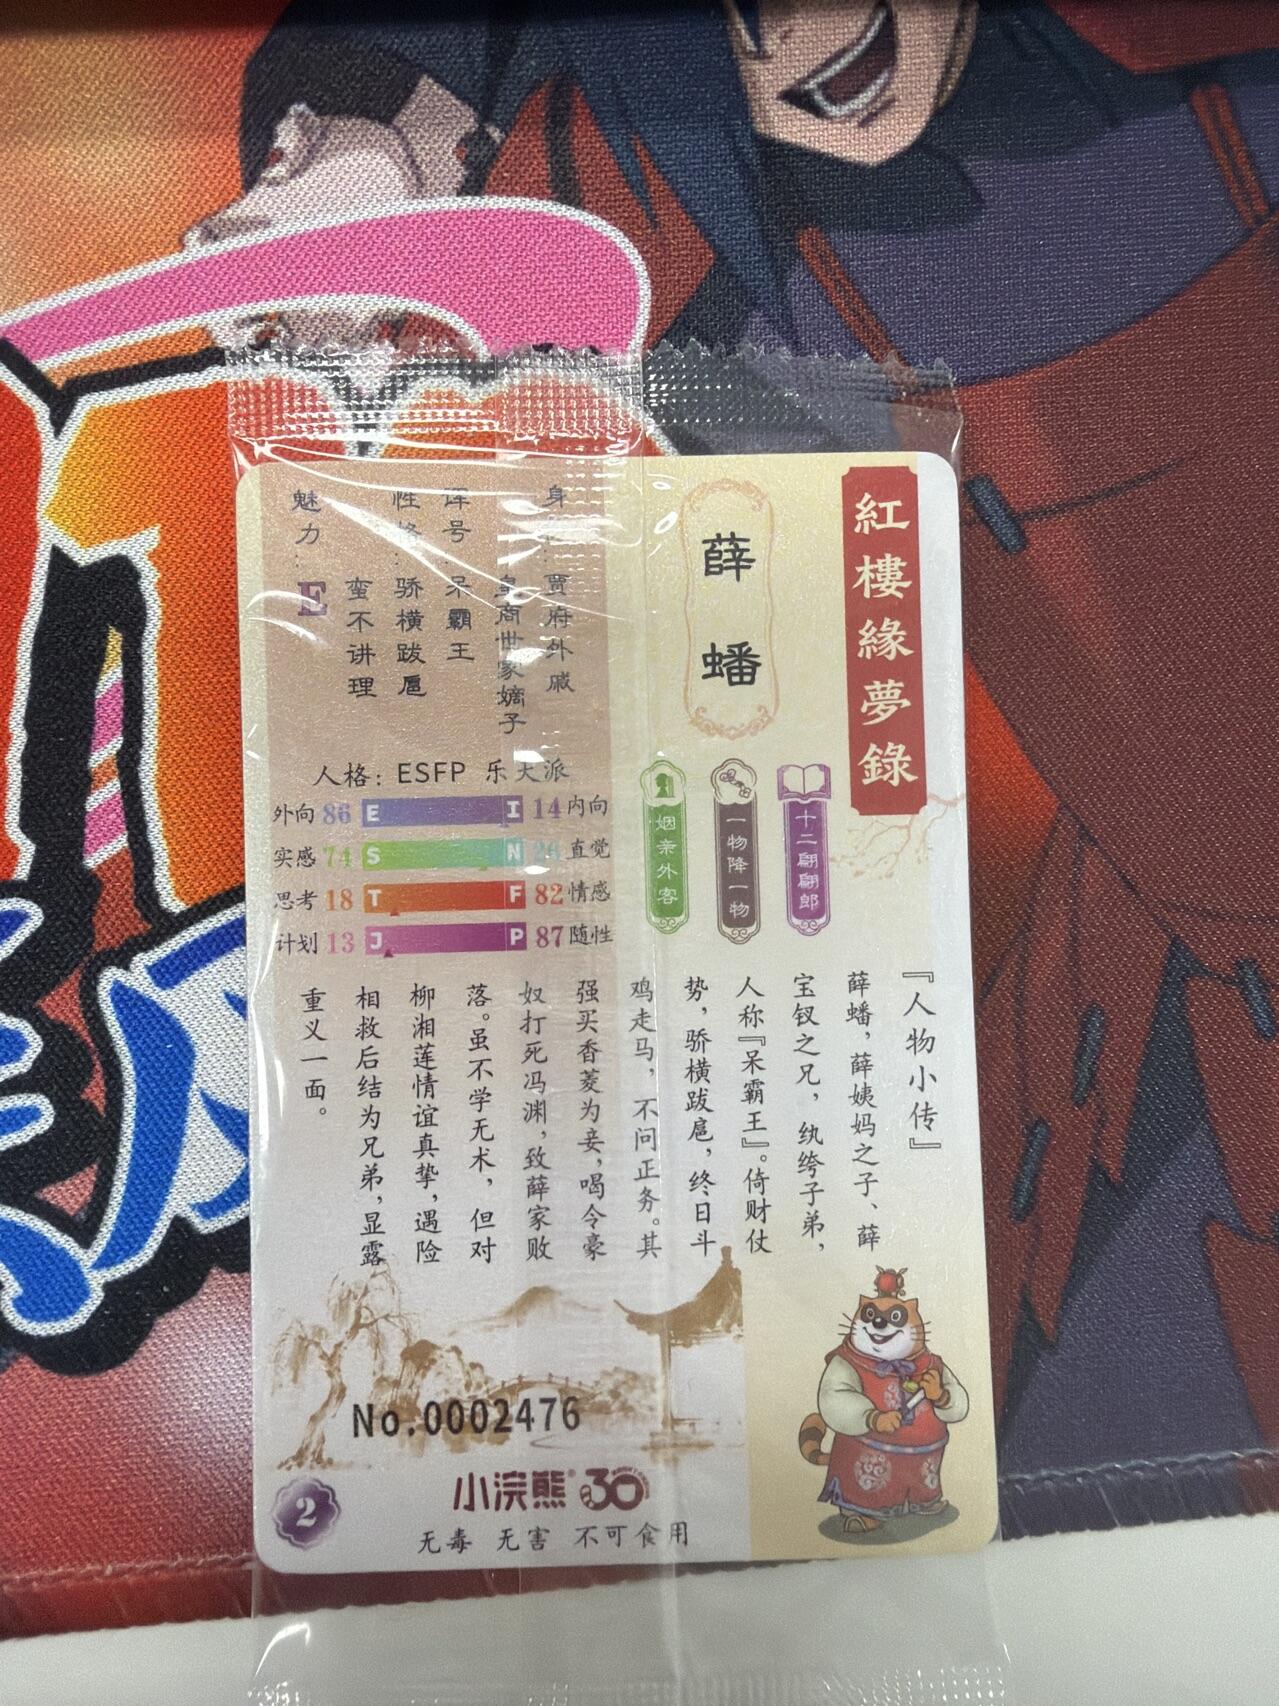 紅樓緣夢錄
薛蟠
十二翩翩郎
一物降一物
姻亲外客
身份：贾府外戚
皇商世家嫡子
诨号：呆霸王
性格：骄横跋扈
蛮不讲理
魅力：E
人格：ESFP 乐天派
外向 86 E I 14 内向
实感 74 S N 26 直觉
思考 18 T F 82 情感
计划 13 J P 87 随性
『人物小传』
薛蟠，薛姨妈之子、薛
宝钗之兄，纨绔子弟，
人称『呆霸王』。倚财仗
势，骄横跋扈，终日斗
鸡走马，不问正务。其
强买香菱为妾，喝令豪
奴打死冯渊，致薛家败
落。虽不学无术，但对
柳湘莲情谊真挚，遇险
相救后结为兄弟，显露
重义一面。
No.0002476
2
小浣熊® 30
无毒 无害 不可食用